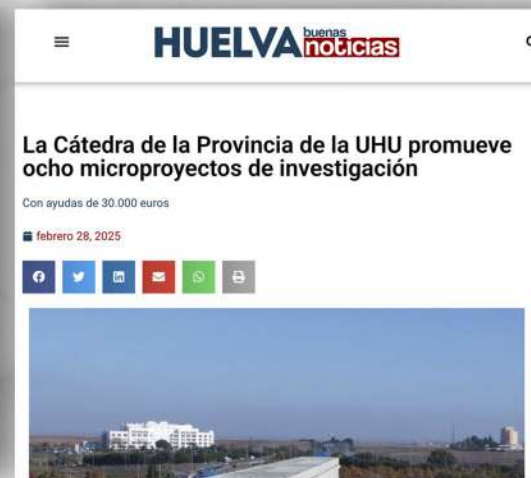 HUELVA buenas noticias
La Cátedra de la Provincia de la UHU promueve
ocho microproyectos de investigación
Con ayudas de 30.000 euros
febrero 28, 2025